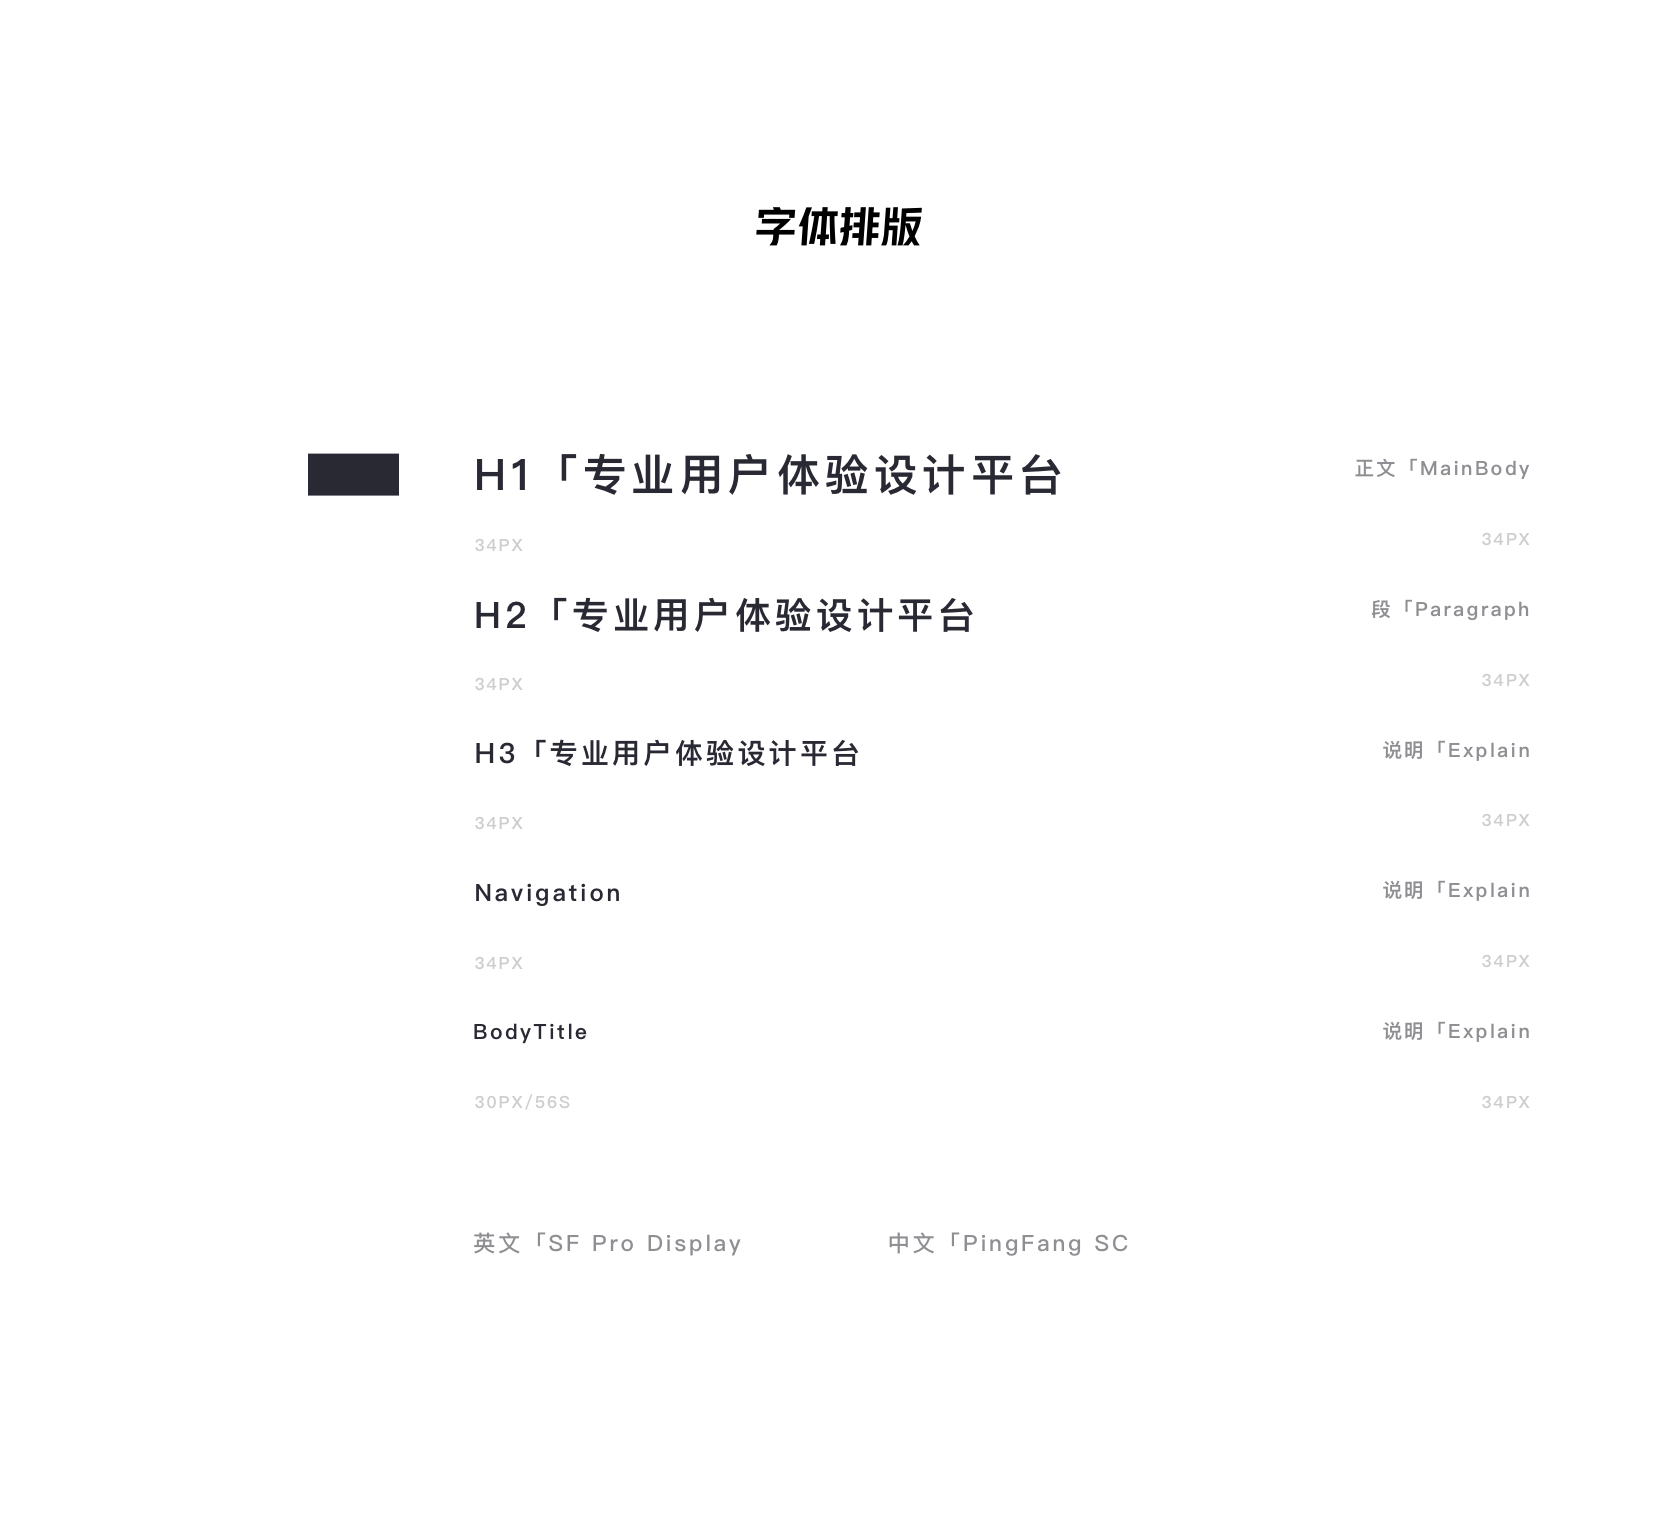 字体排版
H1「专业用户体验设计平台
正文「MainBody
34PX
34PX
H2「专业用户体验设计平台
段「Paragraph
34PX
34PX
H3「专业用户体验设计平台
说明「Explain
34PX
34PX
Navigation
说明「Explain
34PX
34PX
BodyTitle
说明「Explain
30PX/56S
34PX
英文「SF Pro Display
中文「PingFang SC